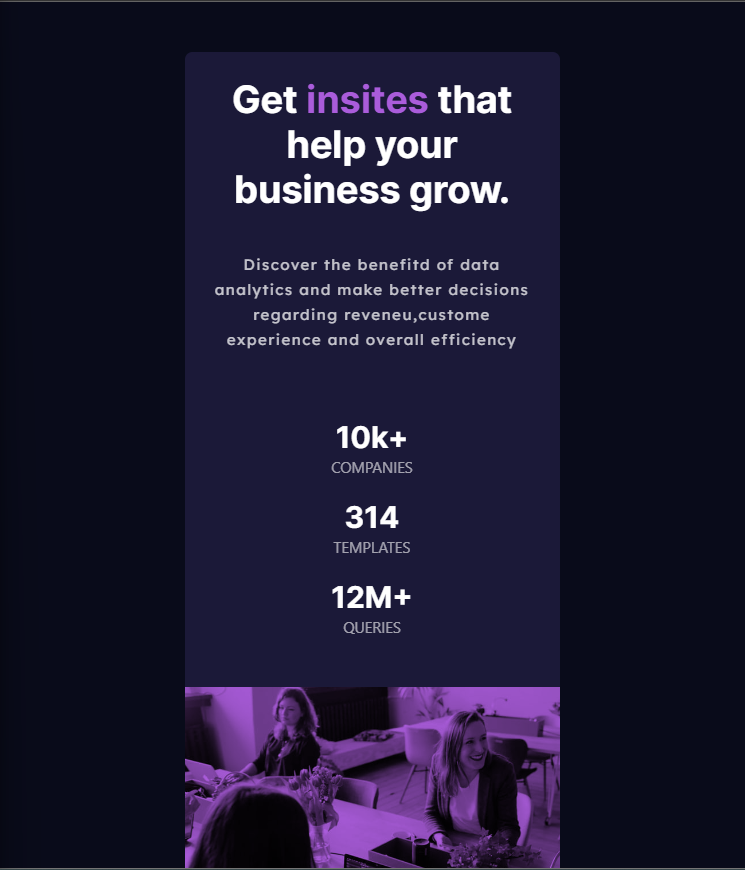 Get insites that
help your
business grow.
Discover the benefitd of data
analytics and make better decisions
regarding reveneu,custome
experience and overall efficiency
10k+
COMPANIES
314
TEMPLATES
12M+
QUERIES